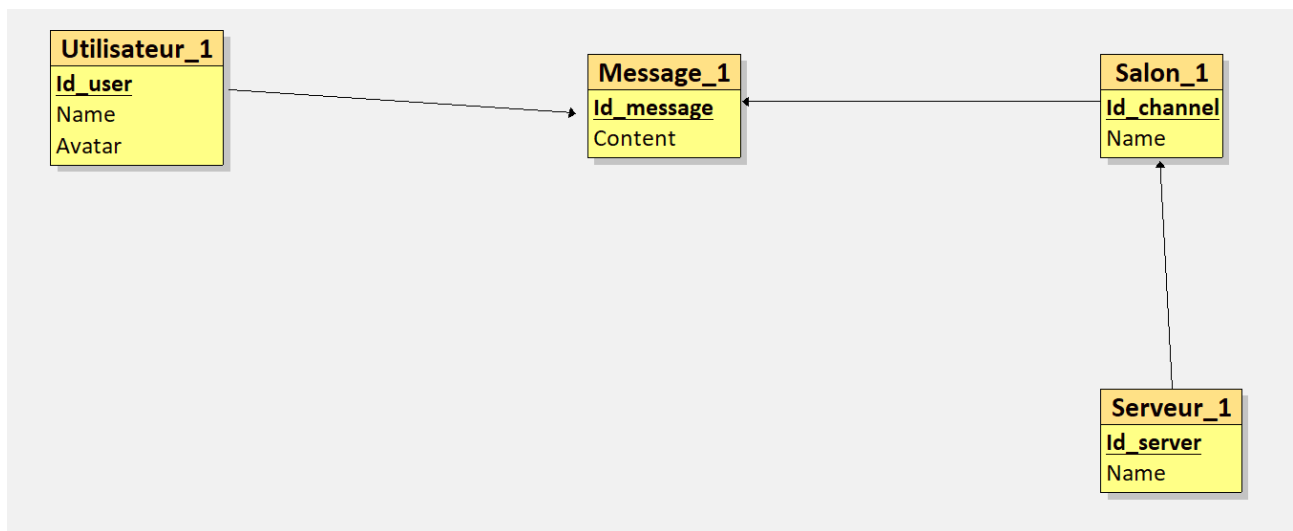 Utilisateur_1
Id_user
Name
Avatar
Message_1
Id_message
Content
Salon_1
Id_channel
Name
Serveur_1
Id_server
Name